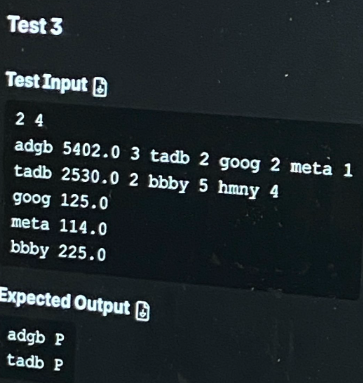 Test 3
Test Input
2 4
adgb 5402.0 3 tadb 2 goog 2 meta 1
tadb 2530.0 2 bbby 5 hmny 4
goog 125.0
meta 114.0
bbby 225.0
Expected Output
adgb P
tadb P